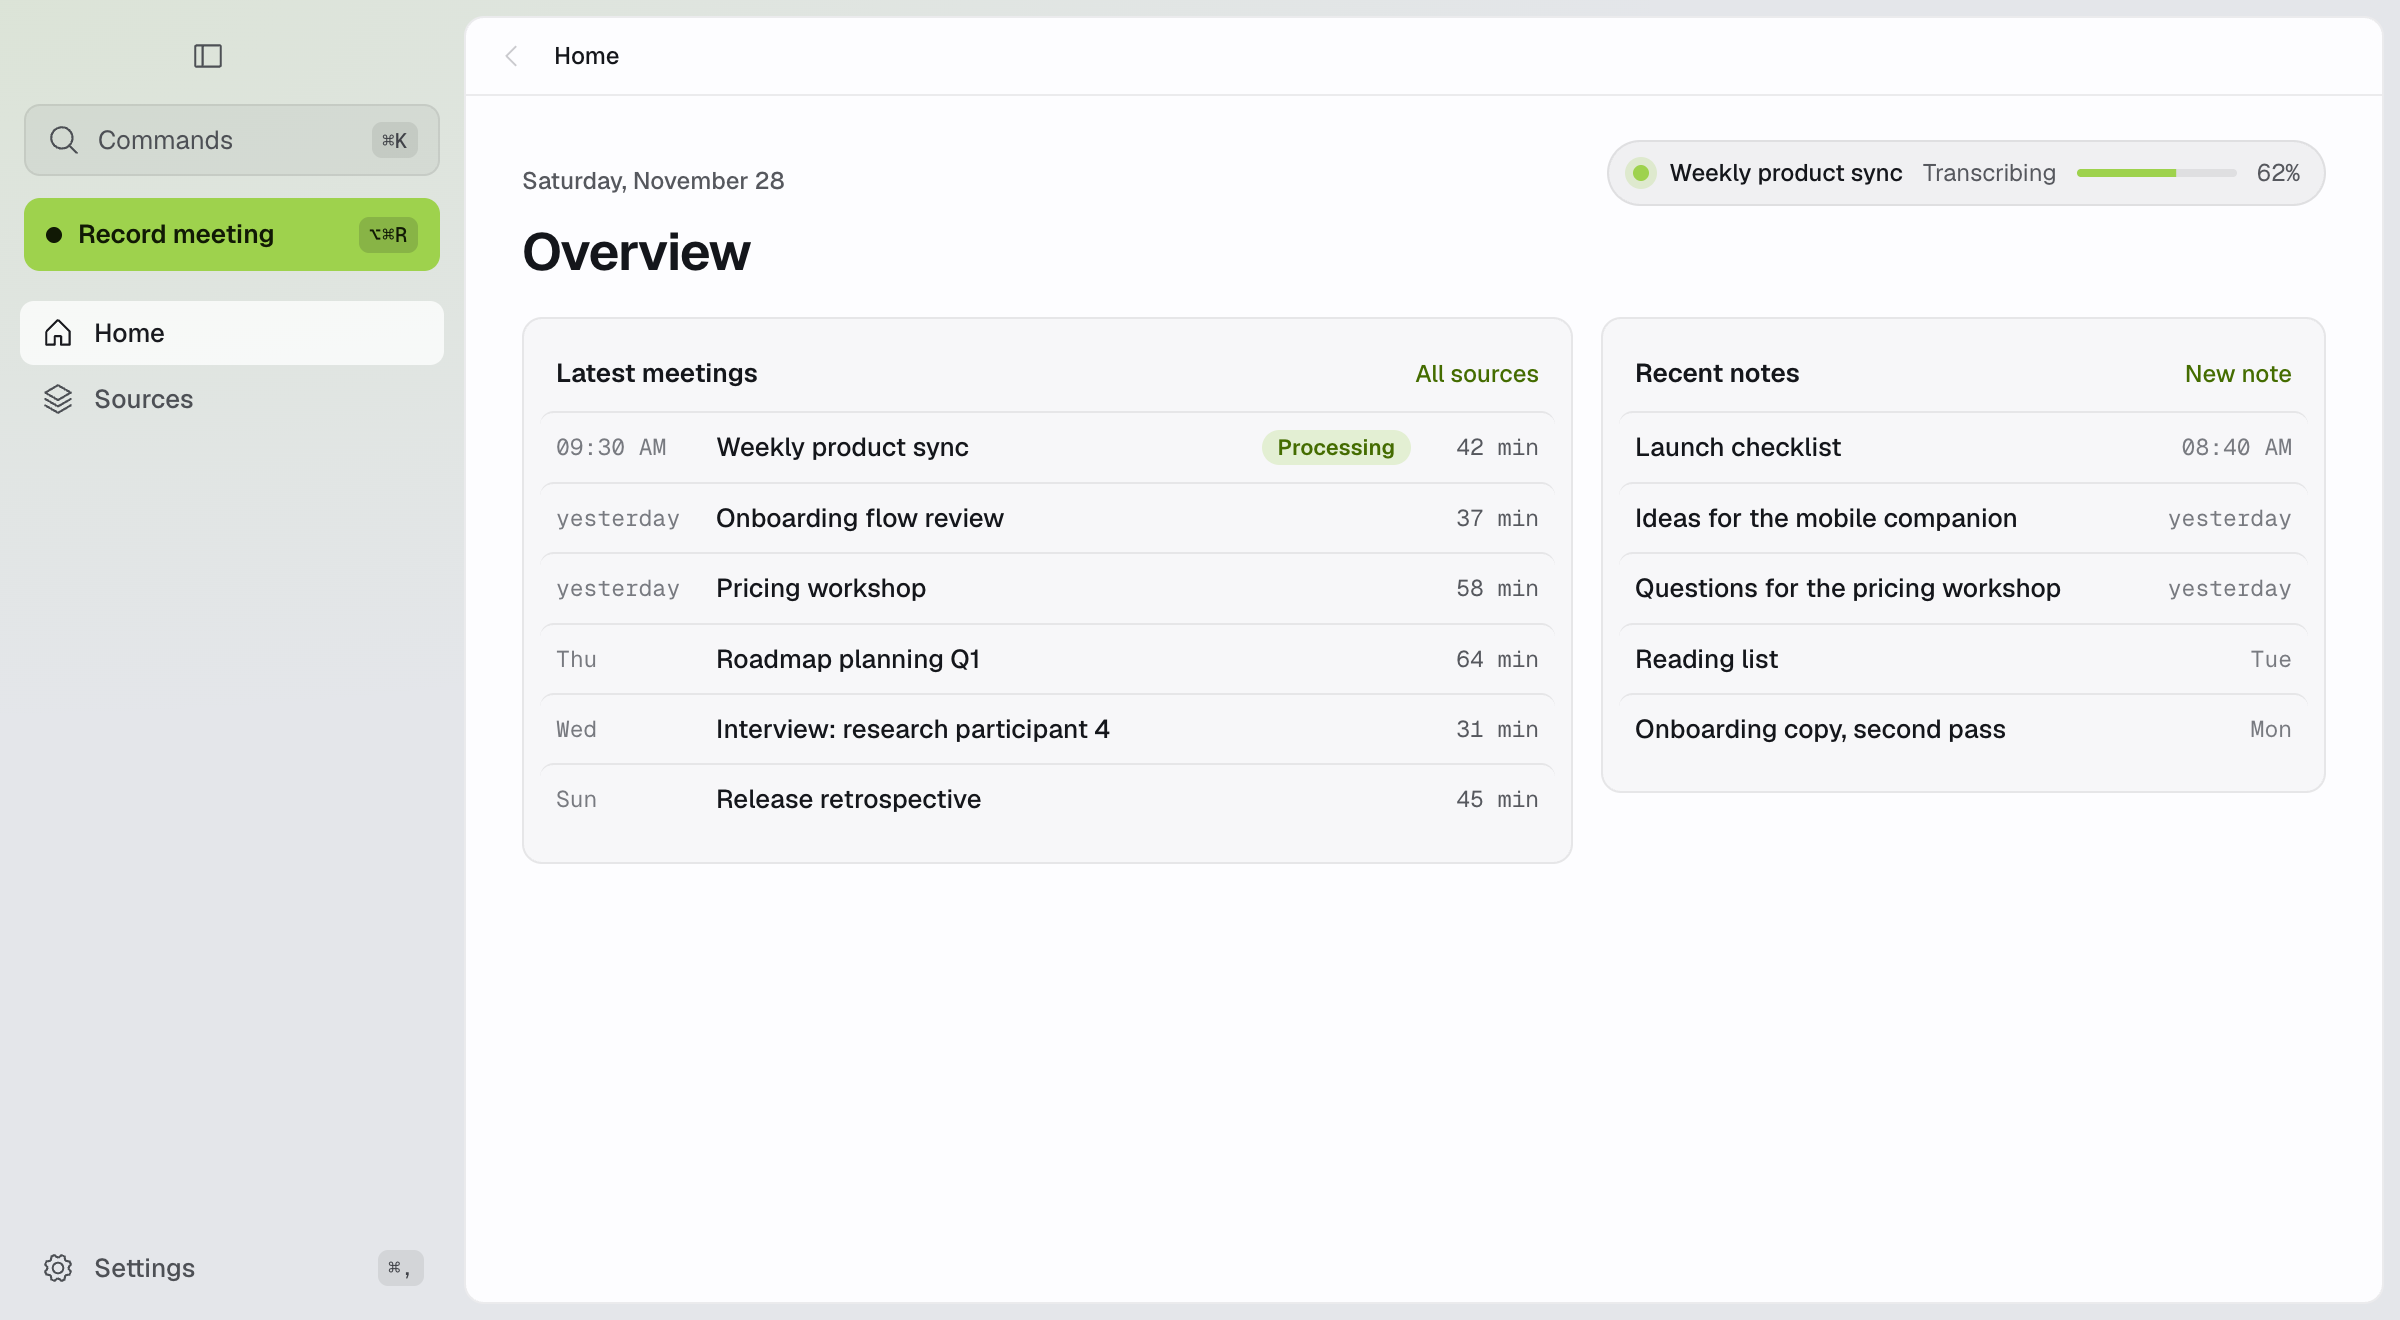 Commands ⌘K
Record meeting ⌥⌘R
Home
Sources
Settings ⌘,
Home
Saturday, November 28
Overview
Weekly product sync Transcribing 62%
Latest meetings All sources
09:30 AM Weekly product sync Processing 42 min
yesterday Onboarding flow review 37 min
yesterday Pricing workshop 58 min
Thu Roadmap planning Q1 64 min
Wed Interview: research participant 4 31 min
Sun Release retrospective 45 min
Recent notes New note
Launch checklist 08:40 AM
Ideas for the mobile companion yesterday
Questions for the pricing workshop yesterday
Reading list Tue
Onboarding copy, second pass Mon